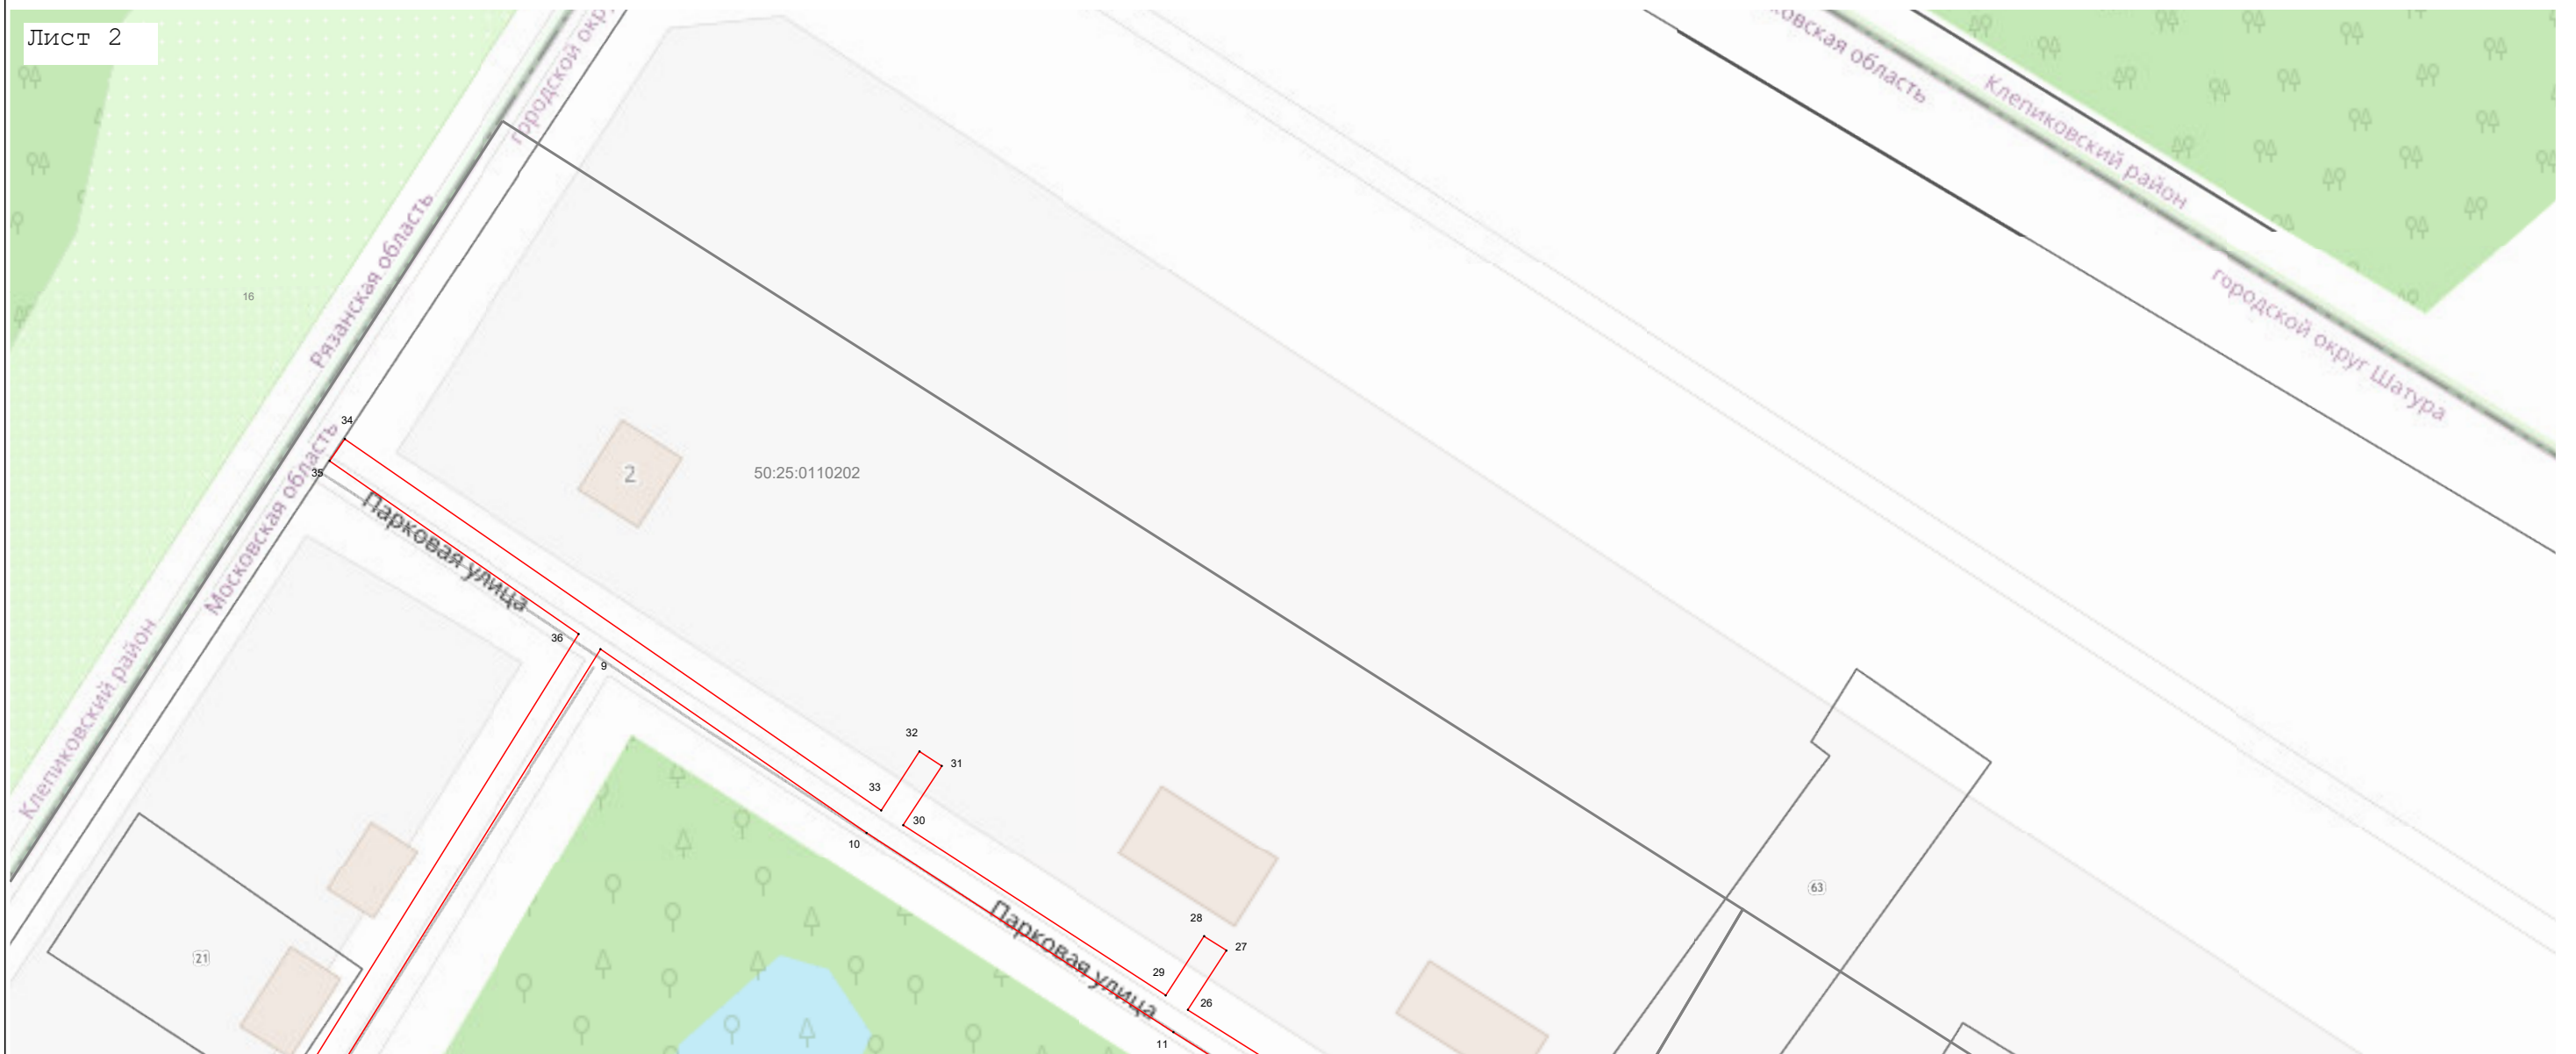 Лист 2
городской окру
ковская область
Клепиковский район
городской округ Шатура
Рязанская область
16
34
35
Московская область
Парковая улица
2
50:25:0110202
36
9
Клепиковский район
32
31
33
30
10
63
28
27
Парковая улица
29
26
21
11